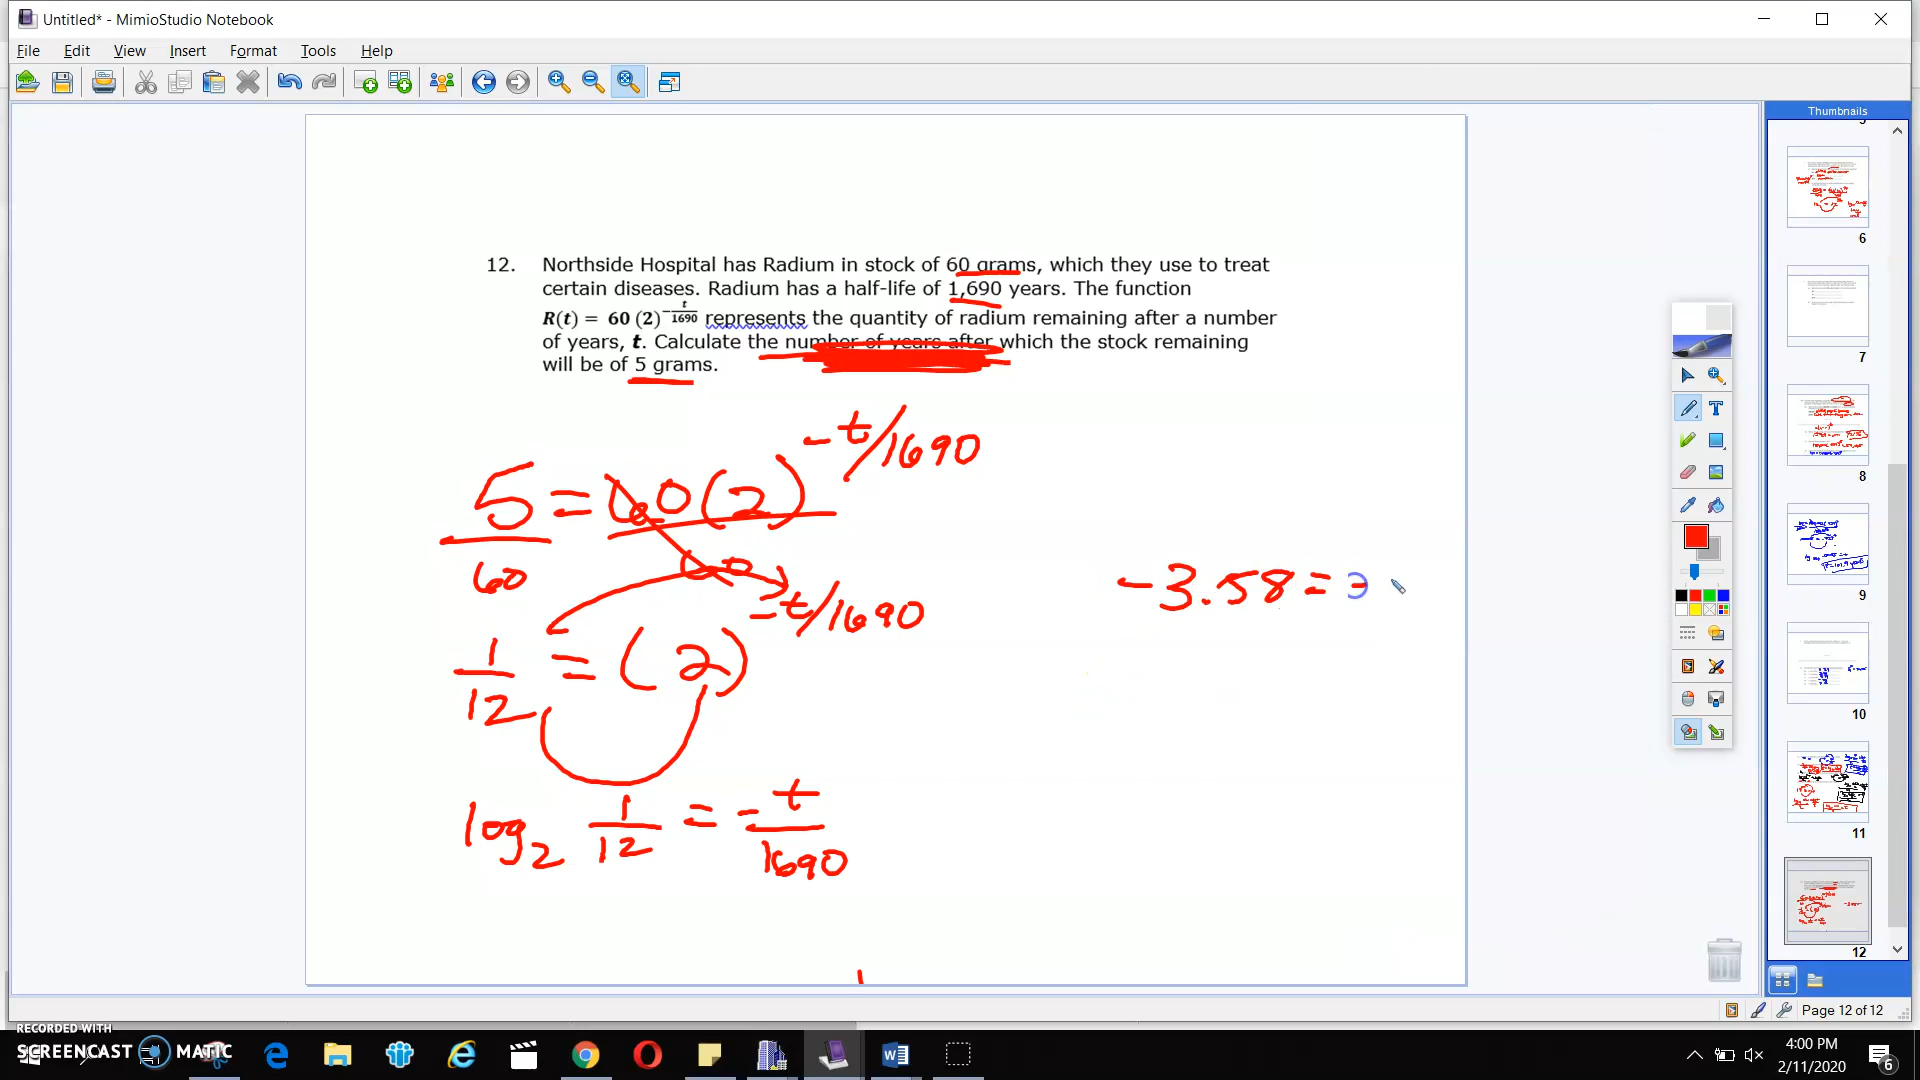 Untitled* - MimioStudio Notebook
File Edit View Insert Format Tools Help
Thumbnails
12. Northside Hospital has Radium in stock of 60 grams, which they use to treat
certain diseases. Radium has a half-life of 1,690 years. The function
R(t) = 60 (2)^(-t/1690) represents the quantity of radium remaining after a number
of years, t. Calculate the number of years after which the stock remaining
will be of 5 grams.
5/60 = 60(2)^(-t/1690)
60
1/12 = (2)^(-t/1690)
log₂ 1/12 = -t/1690
-3.58 =
6
7
8
9
10
11
12
Page 12 of 12
RECORDED WITH
SCREENCAST MATIC
4:00 PM
2/11/2020
6